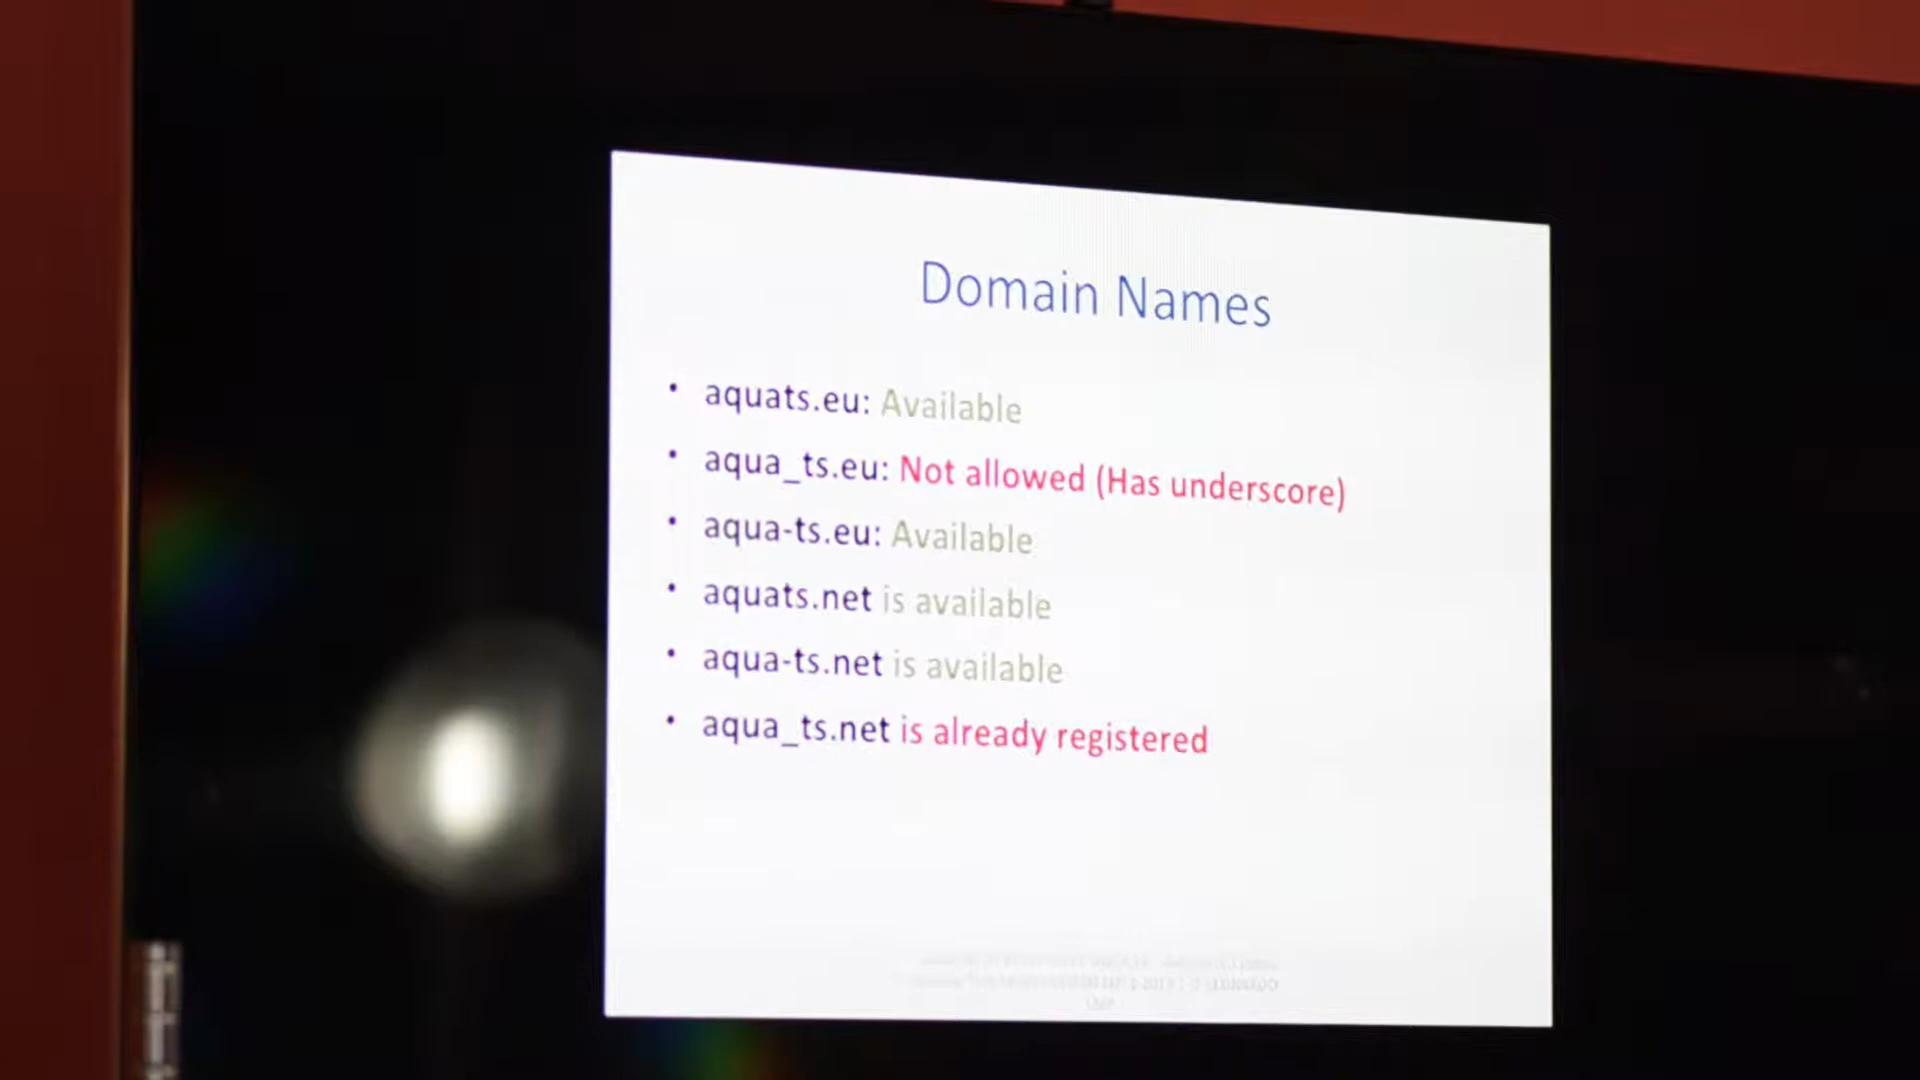 Domain Names
• aquats.eu: Available
• aqua_ts.eu: Not allowed (Has underscore)
• aqua-ts.eu: Available
• aquats.net is available
• aqua-ts.net is available
• aqua_ts.net is already registered